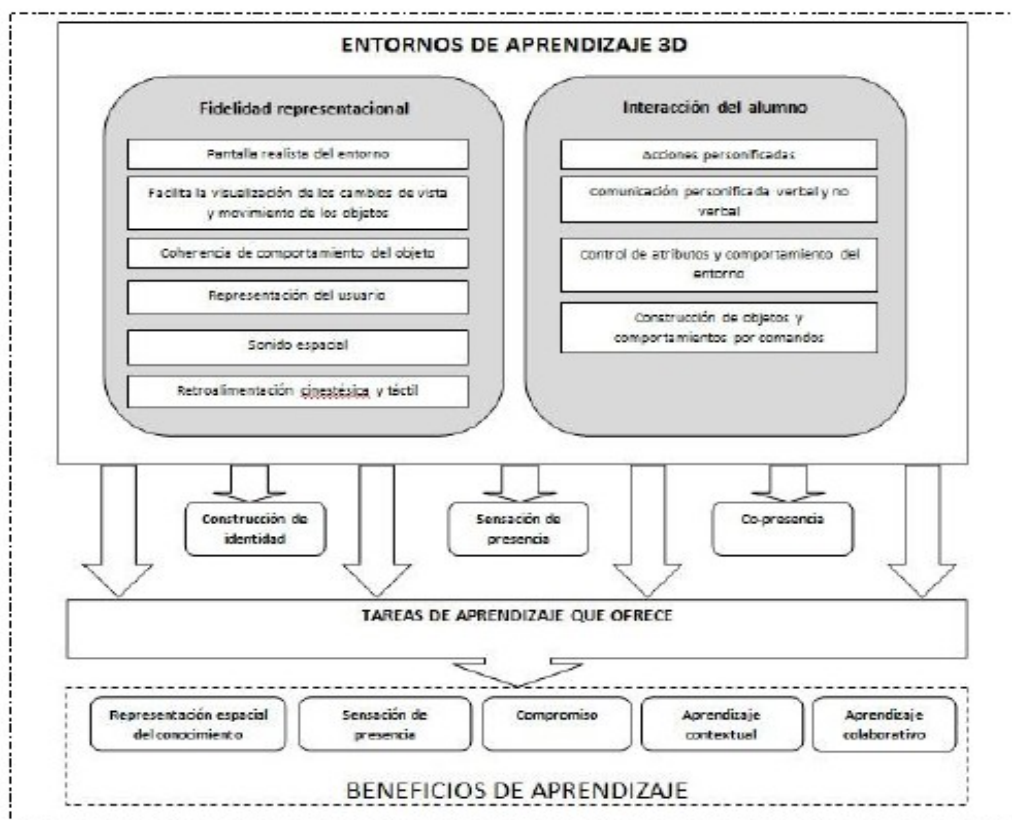 ENTORNOS DE APRENDIZAJE 3D
Fidelidad representacional
Pantalla realista del entorno
Facilita la visualización de los cambios de vista
y movimiento de los objetos
Coherencia de comportamiento del objeto
Representación del usuario
Sonido espacial
Retroalimentación cinestésica y táctil
Interacción del alumno
Acciones personificadas
Comunicación personificada verbal y no
verbal
Control de atributos y comportamiento del
entorno
Construcción de objetos y
comportamientos por comandos
Construcción de
identidad
Sensación de
presencia
Co-presencia
TAREAS DE APRENDIZAJE QUE OFRECE
Representación espacial
del conocimiento
Sensación de
presencia
Compromiso
Aprendizaje
contextual
Aprendizaje
colaborativo
BENEFICIOS DE APRENDIZAJE